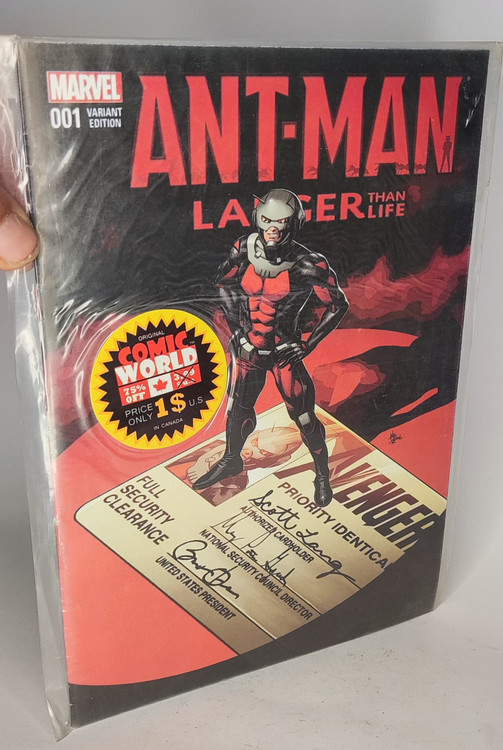 MARVEL
001 VARIANT EDITION
ANT-MAN
LARGER THAN LIFE
ORIGINAL
COMIC WORLD
75% OFF
PRICE ONLY 1$ U.S
IN CANADA
FULL
SECURITY
CLEARANCE
AVENGER
PRIORITY IDENTICA
Scott Lang
AUTHORIZED CARDHOLDER
NATIONAL SECURITY COUNCIL DIRECTOR
UNITED STATES PRESIDENT